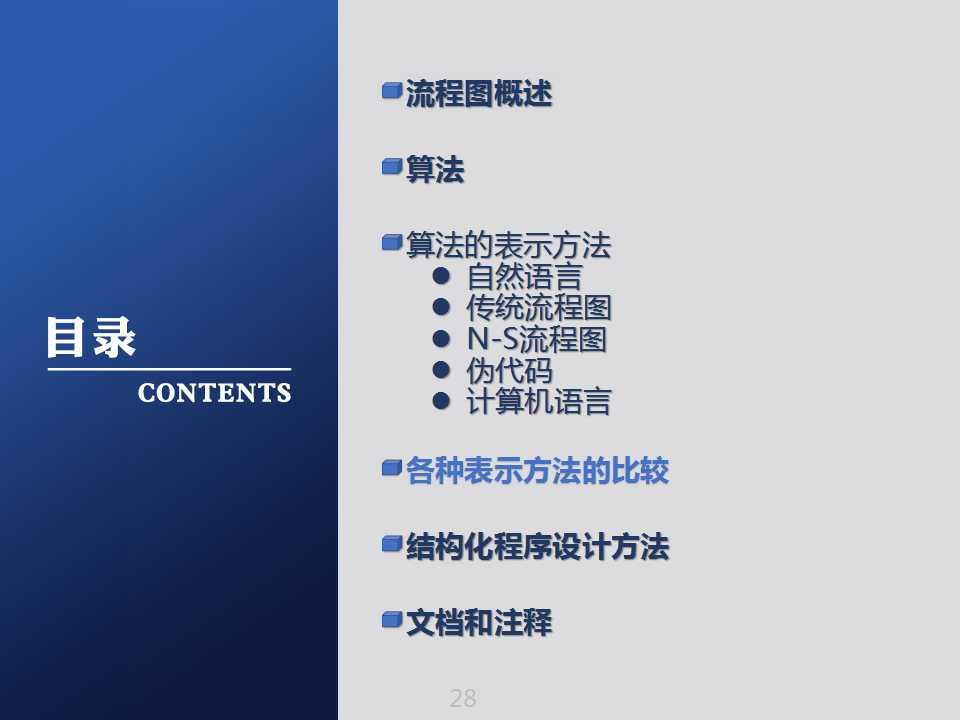 目录
CONTENTS
流程图概述
算法
算法的表示方法
自然语言
传统流程图
N-S流程图
伪代码
计算机语言
各种表示方法的比较
结构化程序设计方法
文档和注释
28